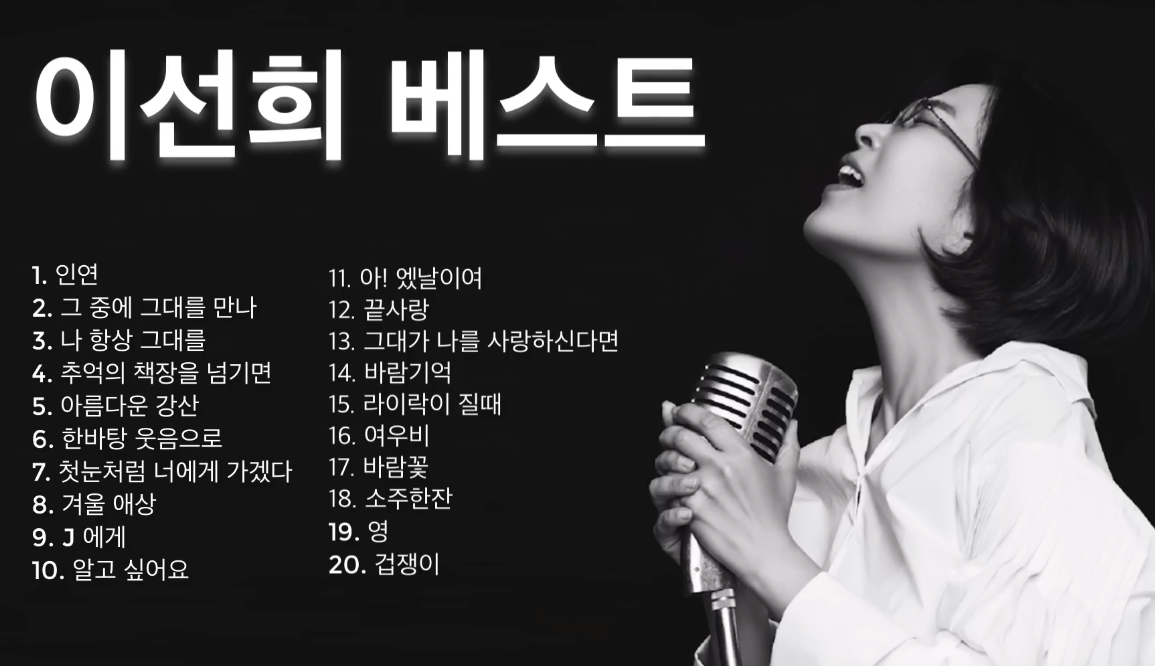 이선희 베스트
1. 인연
2. 그 중에 그대를 만나
3. 나 항상 그대를
4. 추억의 책장을 넘기면
5. 아름다운 강산
6. 한바탕 웃음으로
7. 첫눈처럼 너에게 가겠다
8. 겨울 애상
9. J 에게
10. 알고 싶어요
11. 아! 옜날이여
12. 끝사랑
13. 그대가 나를 사랑하신다면
14. 바람기억
15. 라이락이 질때
16. 여우비
17. 바람꽃
18. 소주한잔
19. 영
20. 겁쟁이